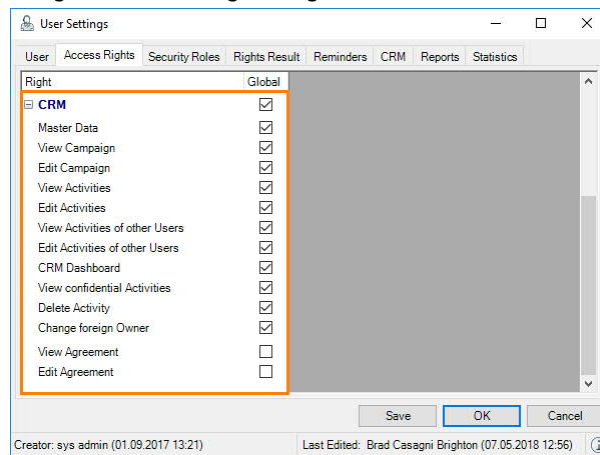 User Settings
User Access Rights Security Roles Rights Result Reminders CRM Reports Statistics
Right Global
CRM
Master Data
View Campaign
Edit Campaign
View Activities
Edit Activities
View Activities of other Users
Edit Activities of other Users
CRM Dashboard
View confidential Activities
Delete Activity
Change foreign Owner
View Agreement
Edit Agreement
Save OK Cancel
Creator: sys admin (01.09.2017 13:21) Last Edited: Brad Casagni Brighton (07.05.2018 12:56)